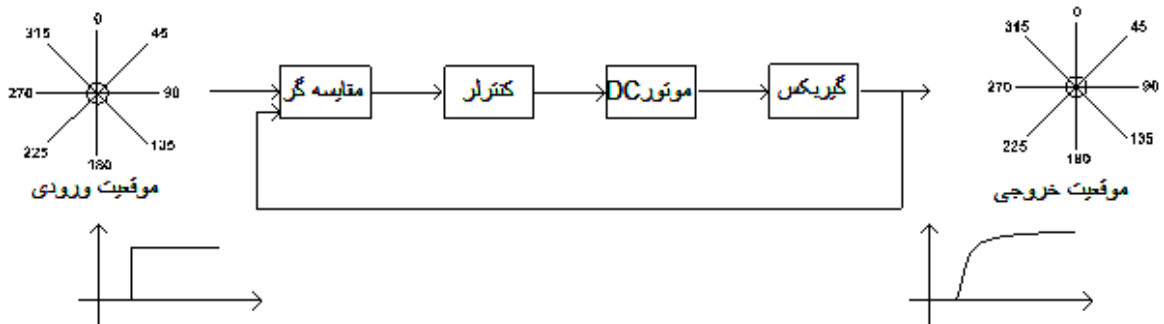 0
315 45
270 90
225 135
180
موقعیت ورودی
مقایسه گر
کنترلر
موتورDC
گیربکس
0
315 45
270 90
225 135
180
موقعیت خروجی